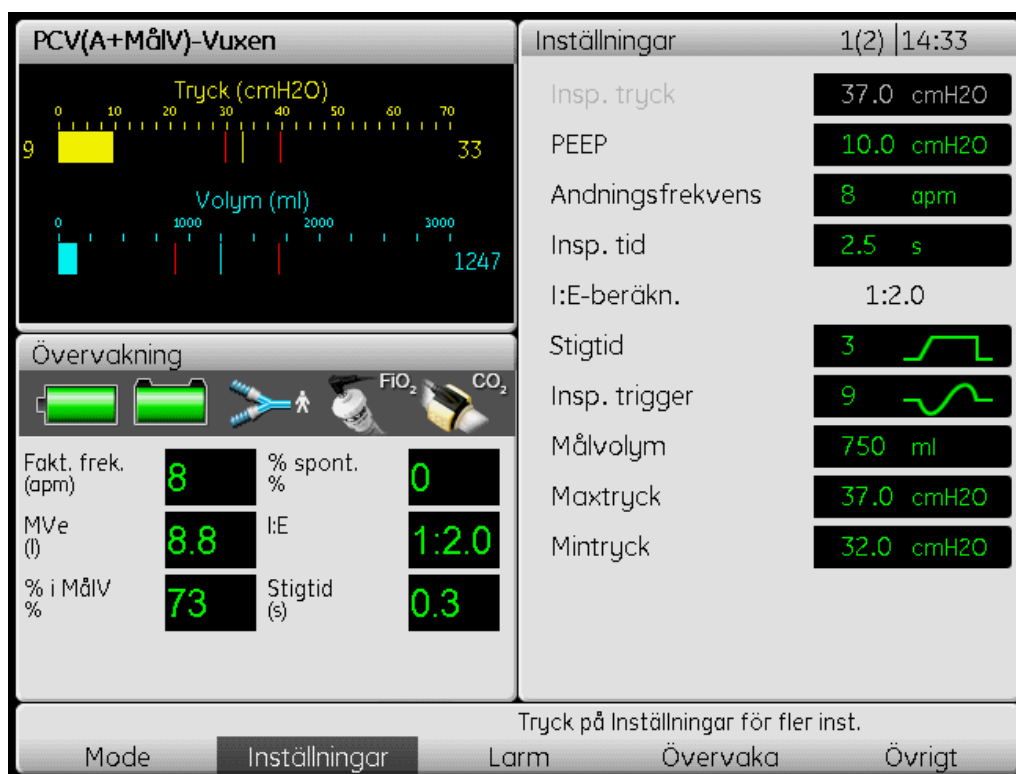 PCV(A+MålV)-Vuxen
Tryck (cmH2O)
0 10 20 30 40 50 60 70
9 33
Volym (ml)
0 1000 2000 3000
1247
Övervakning
FiO2 CO2
Fakt. frek. (apm) 8 % spont. % 0
MVe (l) 8.8 I:E 1:2.0
% i MålV % 73 Stigtid (s) 0.3
Inställningar 1(2) 14:33
Insp. tryck 37.0 cmH2O
PEEP 10.0 cmH2O
Andningsfrekvens 8 apm
Insp. tid 2.5 s
I:E-beräkn. 1:2.0
Stigtid 3
Insp. trigger 9
Målvolym 750 ml
Maxtryck 37.0 cmH2O
Mintryck 32.0 cmH2O
Tryck på Inställningar för fler inst.
Mode Inställningar Larm Övervaka Övrigt